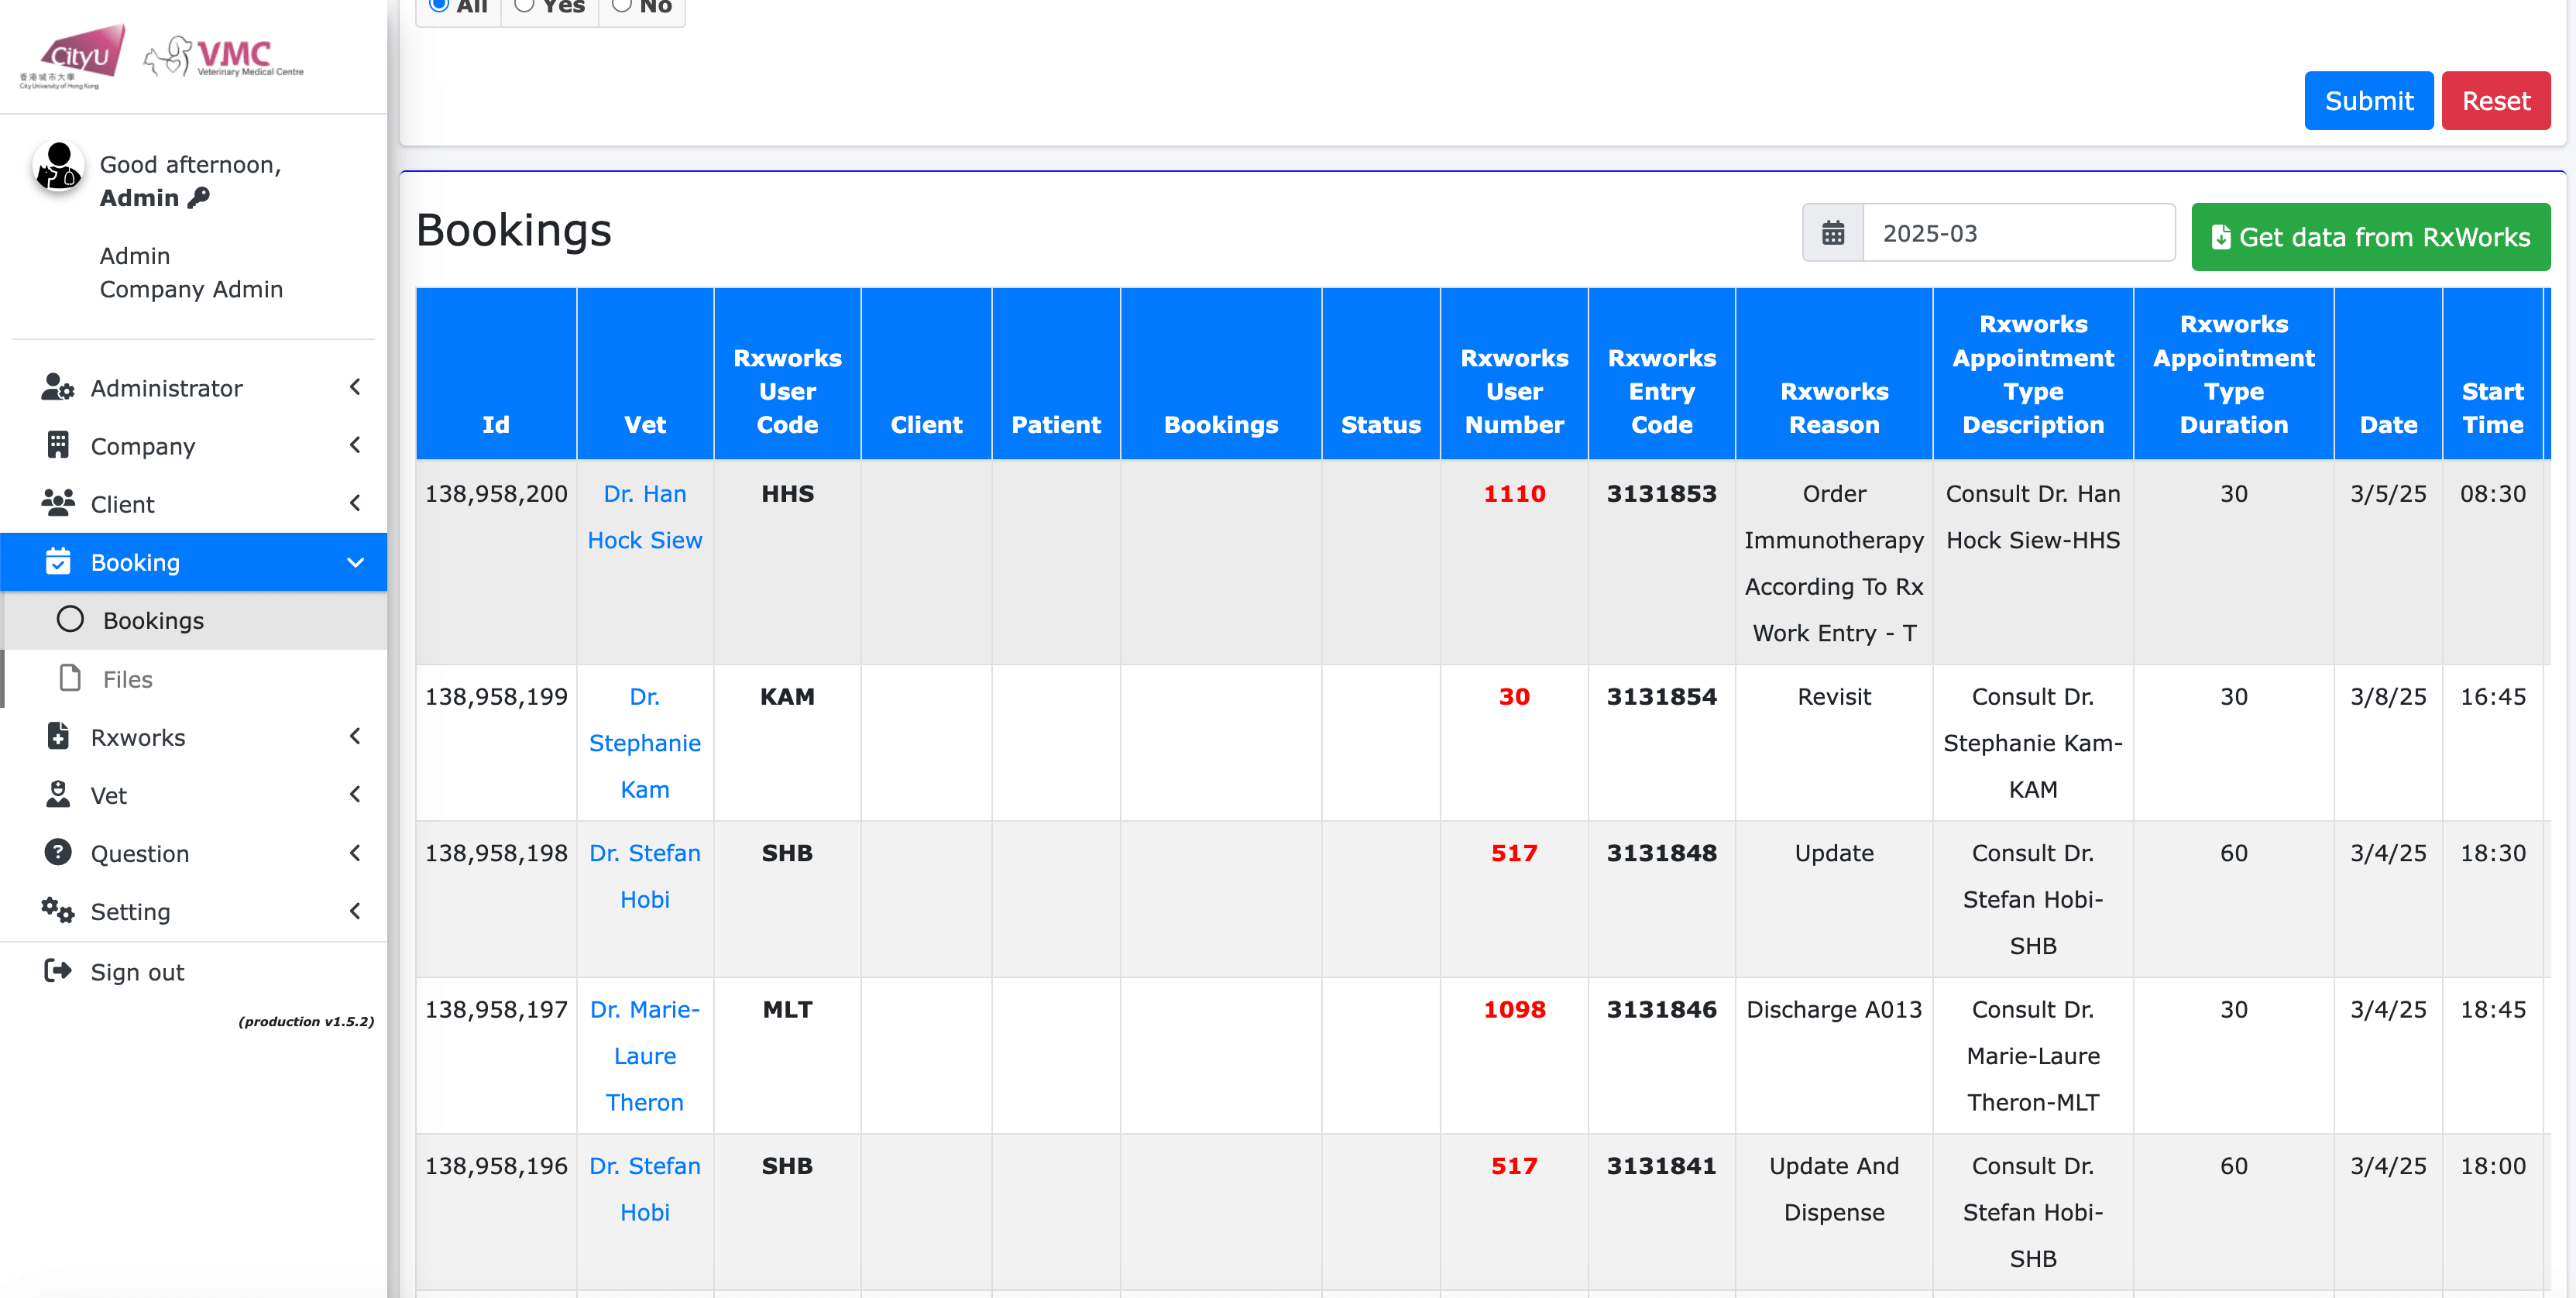 CityU
香港城市大學
City University of Hong Kong
VMC
Veterinary Medical Centre
Good afternoon,
Admin
Admin
Company Admin
Administrator
Company
Client
Booking
Bookings
Files
Rxworks
Vet
Question
Setting
Sign out
(production v1.5.2)
All Yes No
Submit Reset
Bookings
2025-03
Get data from RxWorks
Id Vet Rxworks User Code Client Patient Bookings Status Rxworks User Number Rxworks Entry Code Rxworks Reason Rxworks Appointment Type Description Rxworks Appointment Type Duration Date Start Time
138,958,200 Dr. Han Hock Siew HHS 1110 3131853 Order Immunotherapy According To Rx Work Entry - T Consult Dr. Han Hock Siew-HHS 30 3/5/25 08:30
138,958,199 Dr. Stephanie Kam KAM 30 3131854 Revisit Consult Dr. Stephanie Kam-KAM 30 3/8/25 16:45
138,958,198 Dr. Stefan Hobi SHB 517 3131848 Update Consult Dr. Stefan Hobi-SHB 60 3/4/25 18:30
138,958,197 Dr. Marie-Laure Theron MLT 1098 3131846 Discharge A013 Consult Dr. Marie-Laure Theron-MLT 30 3/4/25 18:45
138,958,196 Dr. Stefan Hobi SHB 517 3131841 Update And Dispense Consult Dr. Stefan Hobi-SHB 60 3/4/25 18:00